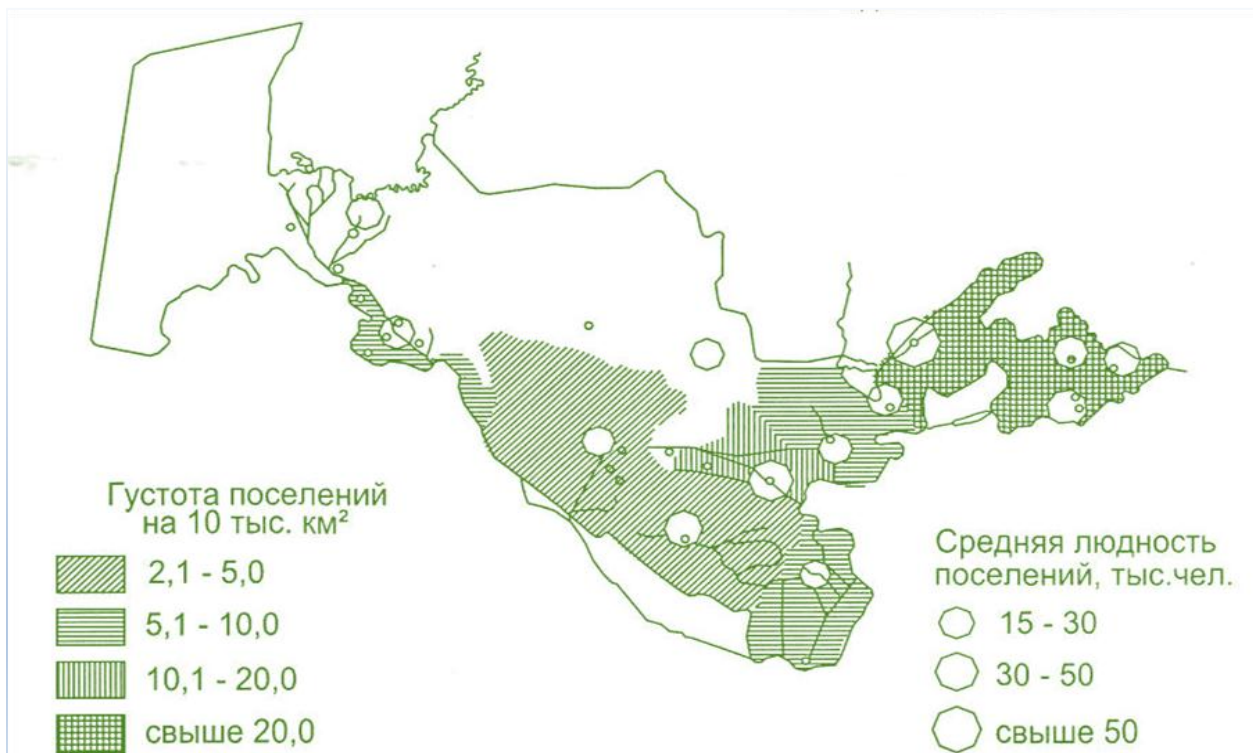 Густота поселений
на 10 тыс. км²
2,1 - 5,0
5,1 - 10,0
10,1 - 20,0
свыше 20,0
Средняя людность
поселений, тыс.чел.
15 - 30
30 - 50
свыше 50